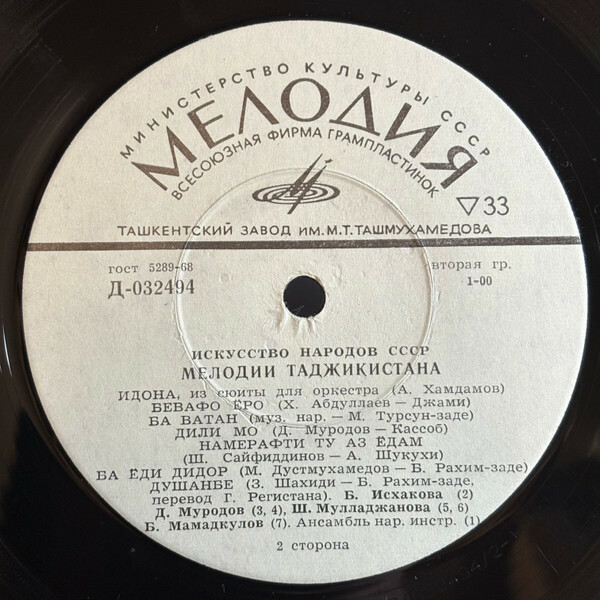 МИНИСТЕРСТВО КУЛЬТУРЫ СССР
МЕЛОДИЯ
ВСЕСОЮЗНАЯ ФИРМА ГРАМПЛАСТИНОК
33
ТАШКЕНТСКИЙ ЗАВОД ИМ. М.Т. ТАШМУХАМЕДОВА
гост 5289-68 вторая гр.
Д-032494 1-00
ИСКУССТВО НАРОДОВ СССР
МЕЛОДИИ ТАДЖИКИСТАНА
ИДОНА, из сюиты для оркестра (А. Хамдамов)
БЕВАФО ЁРО (Х. Абдуллаев — Джами)
БА ВАТАН (муз. нар. — М. Турсун-заде)
ДИЛИ МО (Д. Муродов — Кассоб)
НАМЕРАФТИ ТУ АЗ ЁДАМ
(Ш. Сайфиддинов — А. Шукухи)
БА ЁДИ ДИДОР (М. Дустмухамедов — Б. Рахим-заде)
ДУШАНБЕ (З. Шахиди — Б. Рахим-заде,
перевод Г. Регистана). Б. Исхакова (2)
Д. Муродов (3, 4), Ш. Мулладжанова (5, 6)
Б. Мамадкулов (7). Ансамбль нар. инстр. (1)
2 сторона